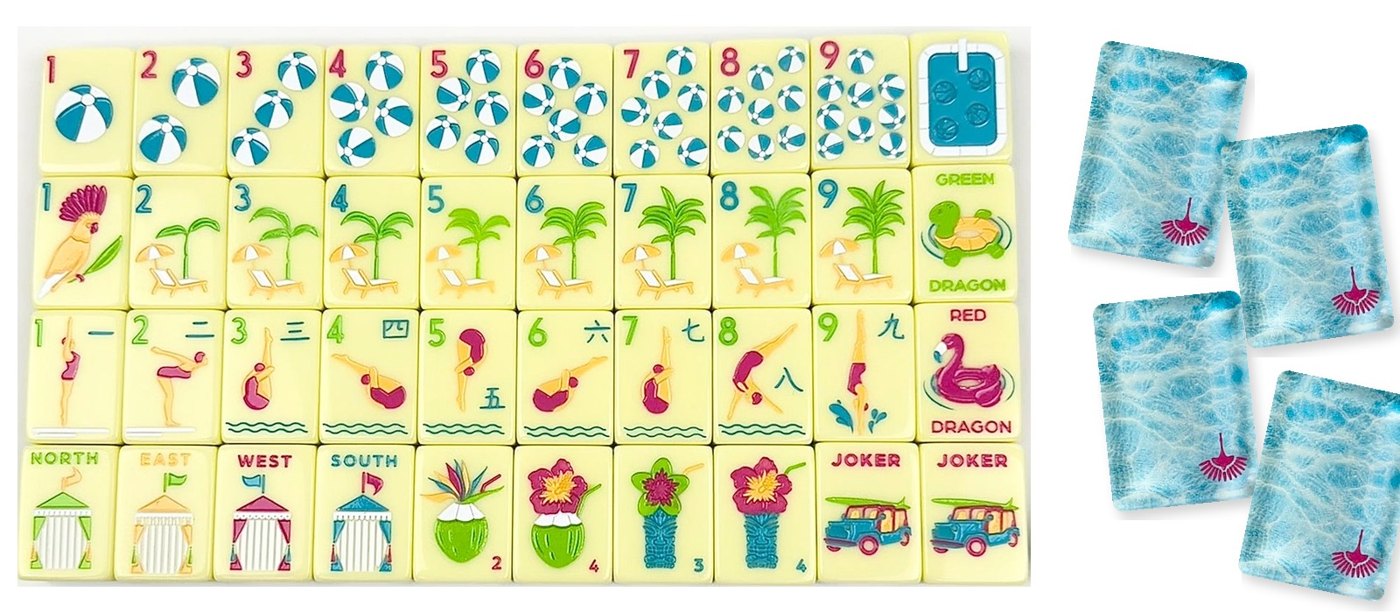 1 2 3 4 5 6 7 8 9
1 2 3 4 5 6 7 8 9 GREEN DRAGON
1 一 2 二 3 三 4 四 5 五 6 六 7 七 8 八 9 九 RED DRAGON
NORTH EAST WEST SOUTH 2 4 3 4 JOKER JOKER